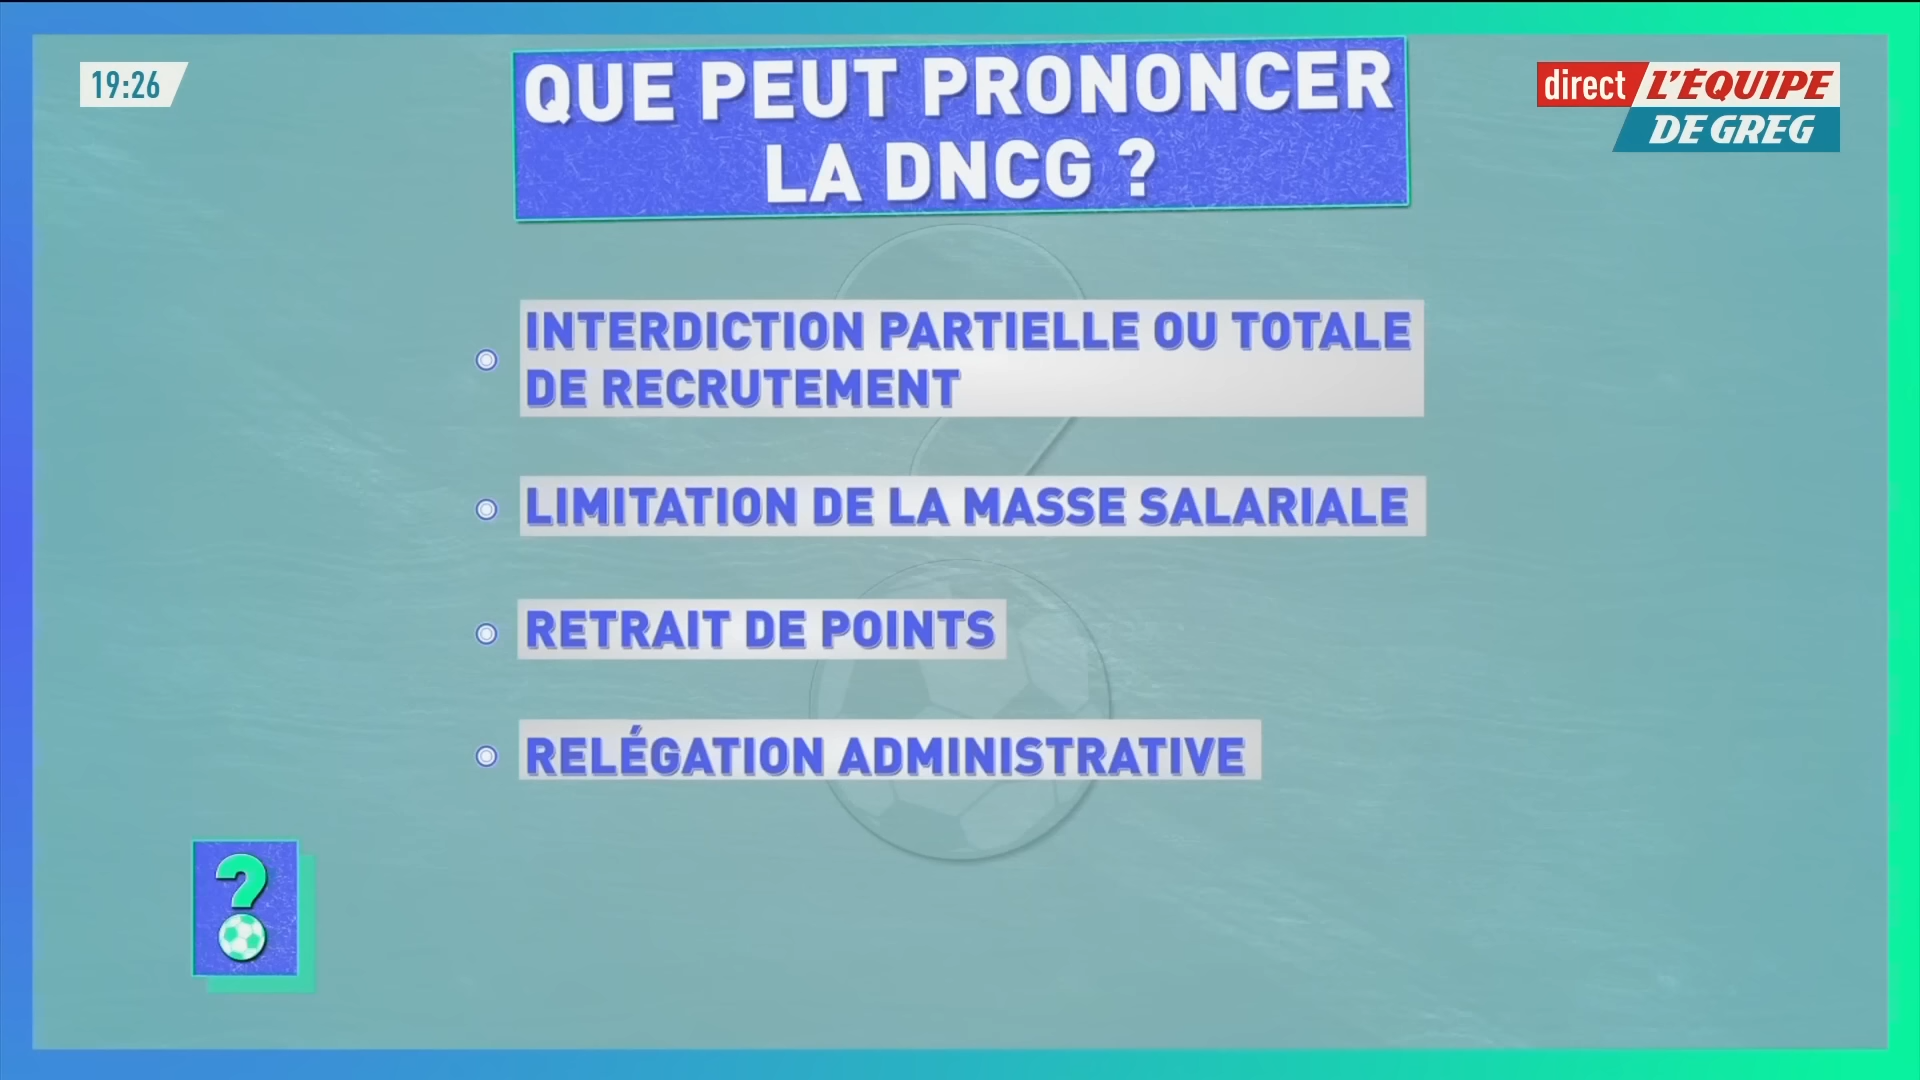 19:26
QUE PEUT PRONONCER
LA DNCG ?
direct L'ÉQUIPE
DE GREG
INTERDICTION PARTIELLE OU TOTALE
DE RECRUTEMENT
LIMITATION DE LA MASSE SALARIALE
RETRAIT DE POINTS
RELÉGATION ADMINISTRATIVE
?